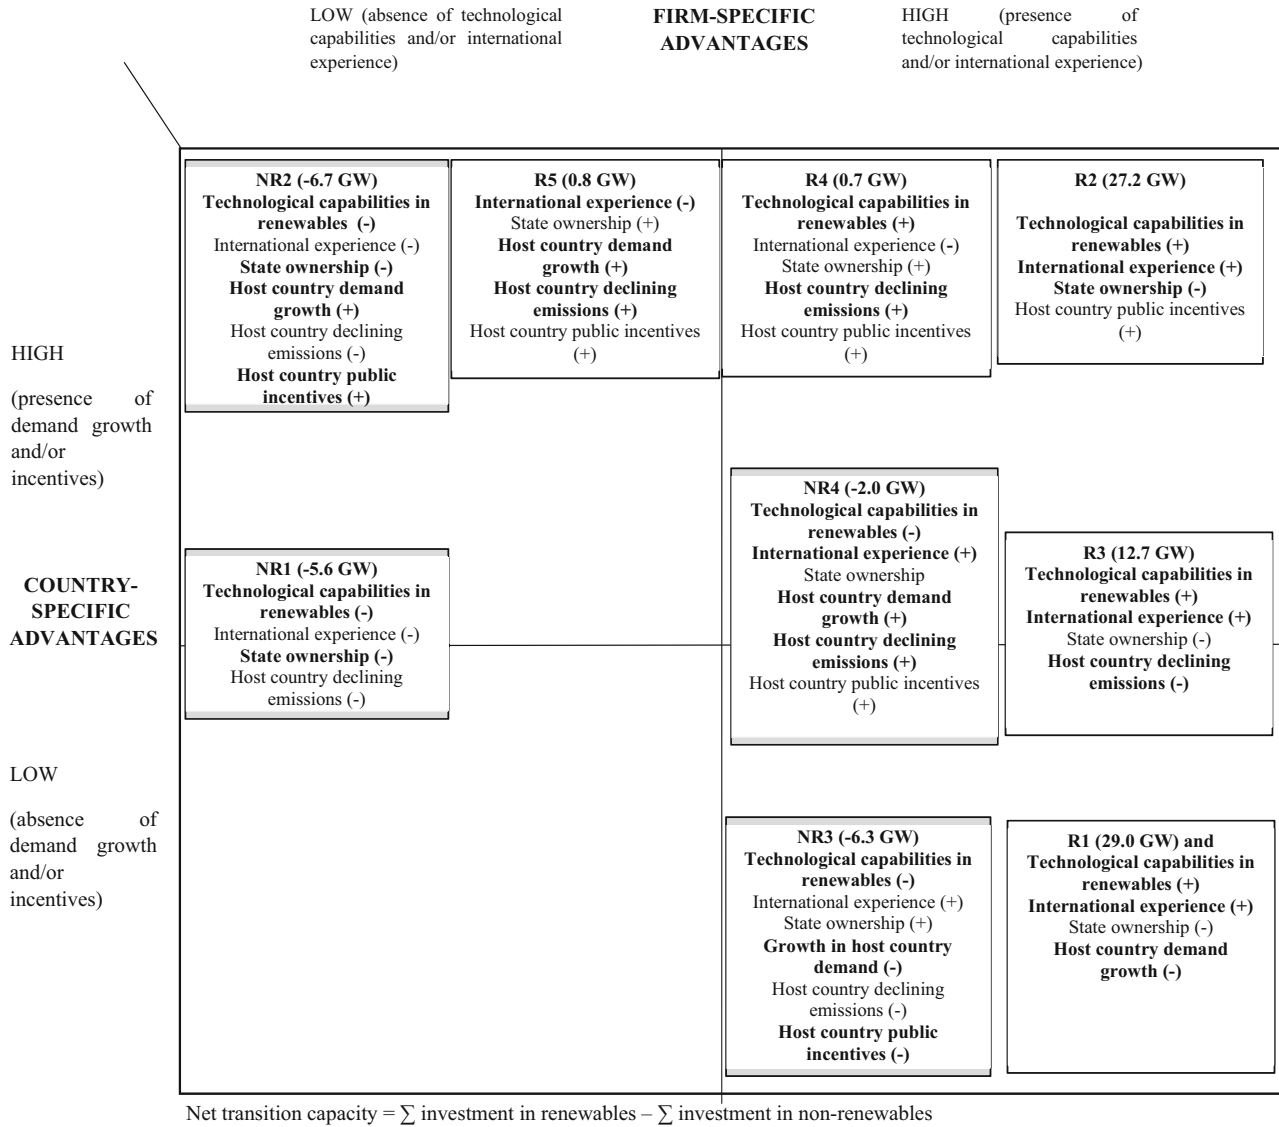 LOW (absence of technological
capabilities and/or international
experience)
FIRM-SPECIFIC
ADVANTAGES
HIGH (presence of
technological capabilities
and/or international experience)
NR2 (-6.7 GW)
Technological capabilities in
renewables (-)
International experience (-)
State ownership (-)
Host country demand
growth (+)
Host country declining
emissions (-)
Host country public
incentives (+)
R5 (0.8 GW)
International experience (-)
State ownership (+)
Host country demand
growth (+)
Host country declining
emissions (+)
Host country public incentives
(+)
R4 (0.7 GW)
Technological capabilities in
renewables (+)
International experience (-)
State ownership (+)
Host country declining
emissions (+)
Host country public incentives
(+)
R2 (27.2 GW)
Technological capabilities in
renewables (+)
International experience (+)
State ownership (-)
Host country public incentives
(+)
HIGH
(presence of
demand growth
and/or
incentives)
COUNTRY-
SPECIFIC
ADVANTAGES
NR1 (-5.6 GW)
Technological capabilities in
renewables (-)
International experience (-)
State ownership (-)
Host country declining
emissions (-)
NR4 (-2.0 GW)
Technological capabilities in
renewables (-)
International experience (+)
State ownership
Host country demand
growth (+)
Host country declining
emissions (+)
Host country public incentives
(+)
R3 (12.7 GW)
Technological capabilities in
renewables (+)
International experience (+)
State ownership (-)
Host country declining
emissions (-)
LOW
(absence of
demand growth
and/or
incentives)
NR3 (-6.3 GW)
Technological capabilities in
renewables (-)
International experience (+)
State ownership (+)
Growth in host country
demand (-)
Host country declining
emissions (-)
Host country public
incentives (-)
R1 (29.0 GW) and
Technological capabilities in
renewables (+)
International experience (+)
State ownership (-)
Host country demand
growth (-)
Net transition capacity = ∑ investment in renewables – ∑ investment in non-renewables